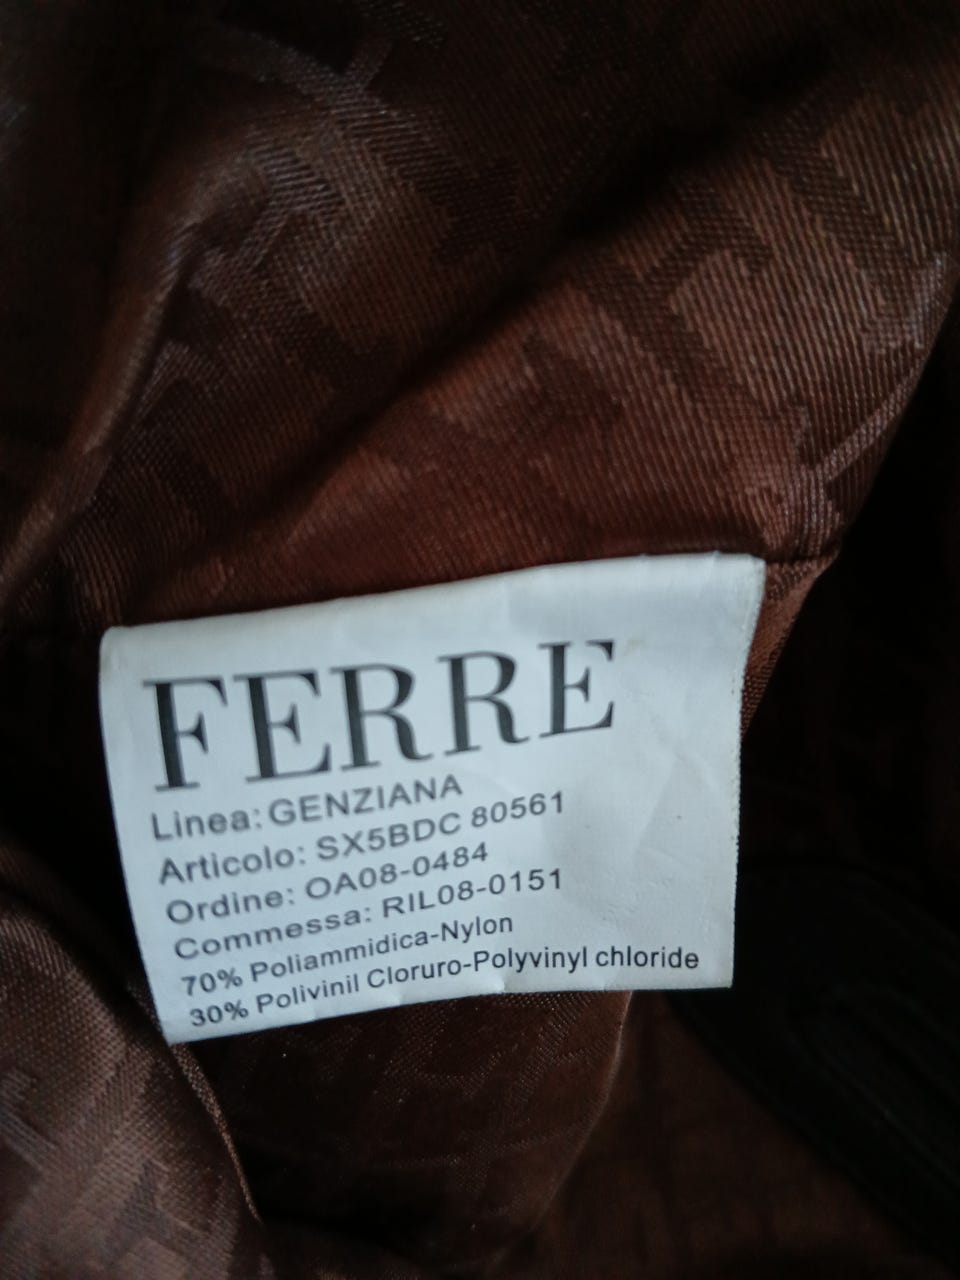 FERRE
Linea: GENZIANA
Articolo: SX5BDC 80561
Ordine: OA08-0484
Commessa: RIL08-0151
70% Poliammidica-Nylon
30% Polivinil Cloruro-Polyvinyl chloride